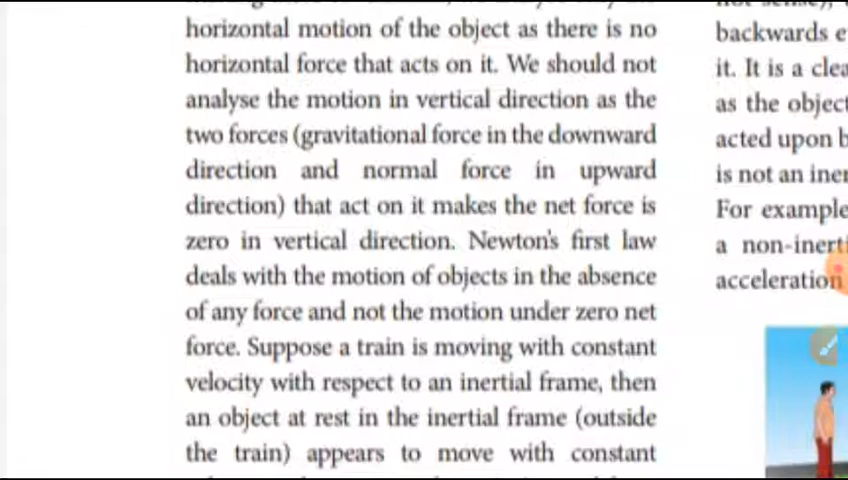 horizontal motion of the object as there is no
horizontal force that acts on it. We should not
analyse the motion in vertical direction as the
two forces (gravitational force in the downward
direction and normal force in upward
direction) that act on it makes the net force is
zero in vertical direction. Newton's first law
deals with the motion of objects in the absence
of any force and not the motion under zero net
force. Suppose a train is moving with constant
velocity with respect to an inertial frame, then
an object at rest in the inertial frame (outside
the train) appears to move with constant
backwards
it. It is a
as the object
acted upon
is not an
For example
a
acceleration